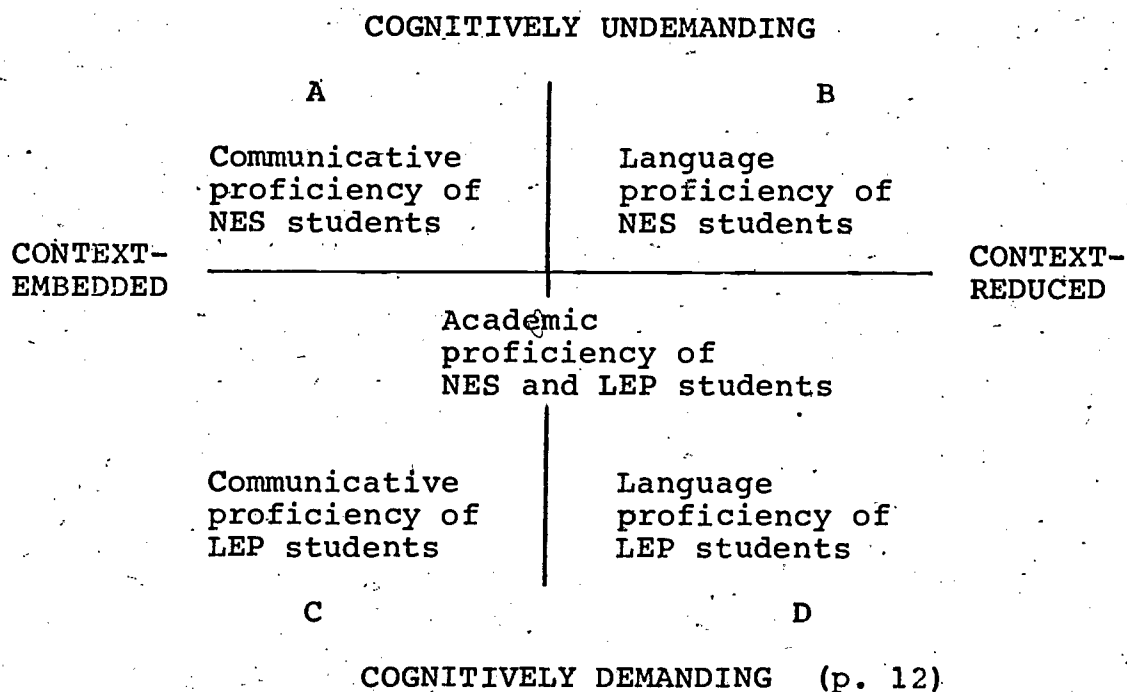 COGNITIVELY UNDEMANDING
A B
Communicative Language
proficiency of proficiency of
NES students NES students
CONTEXT- CONTEXT-
EMBEDDED REDUCED
Academic
proficiency of
NES and LEP students
Communicative Language
proficiency of proficiency of
LEP students LEP students
C D
COGNITIVELY DEMANDING (p. 12)